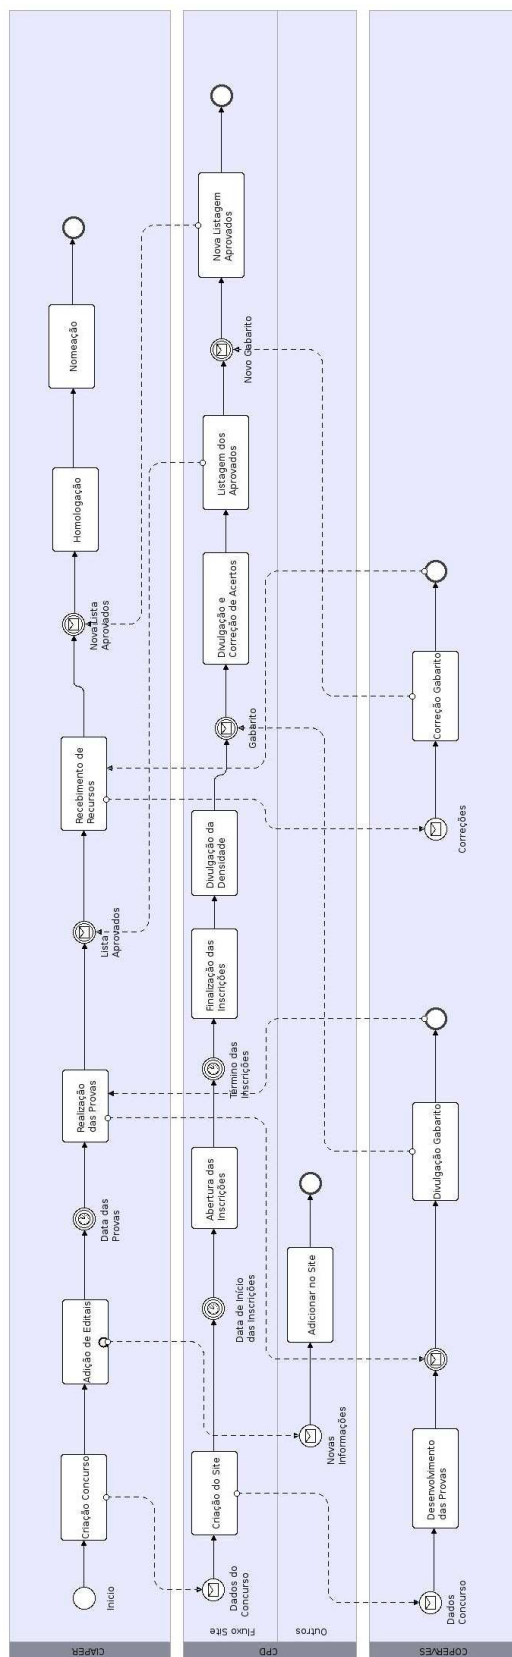 CIAPER
Início
Criação Concurso
Adição de Editais
Data das
Provas
Realização
das Provas
Lista
Aprovados
Recebimento de
Recursos
Nova Lista
Aprovados
Homologação
Nomeação
CPD
Fluxo Site
Dados do
Concurso
Criação do Site
Data de Início
das Inscrições
Abertura das
Inscrições
Término das
Inscrições
Finalização das
Inscrições
Divulgação da
Densidade
Gabarito
Divulgação e
Correção de Acertos
Listagem dos
Aprovados
Novo Gabarito
Nova Listagem
Aprovados
Outros
Novas
Informações
Adicionar no Site
COPERVES
Dados
Concurso
Desenvolvimento
das Provas
Divulgação Gabarito
Correções
Correção Gabarito